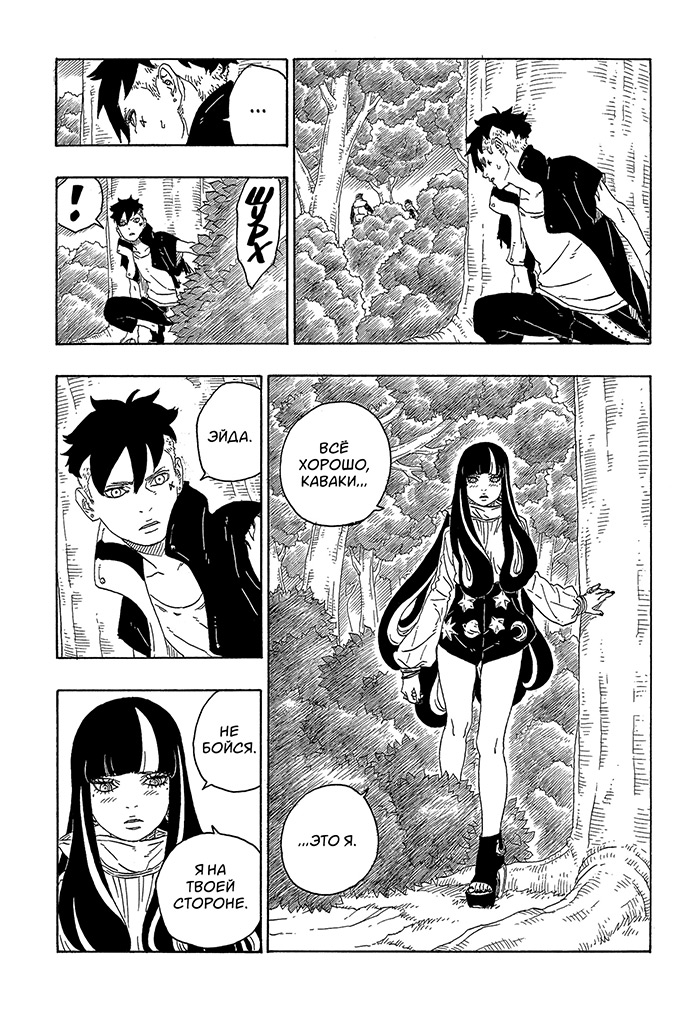 ...
!
ШУРХ
ЭЙДА.
ВСЁ
ХОРОШО,
КАВАКИ...
...ЭТО Я.
НЕ
БОЙСЯ.
Я НА
ТВОЕЙ
СТОРОНЕ.